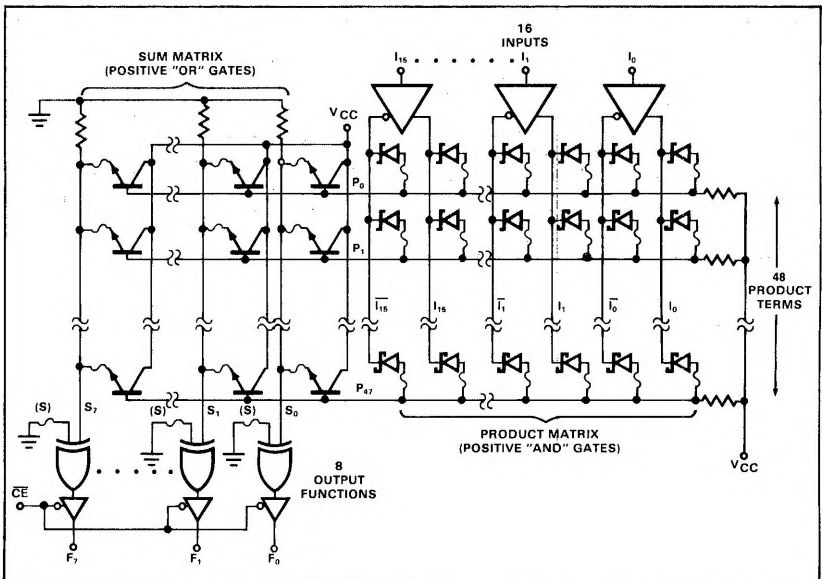 SUM MATRIX
(POSITIVE "OR" GATES)
16
INPUTS
I15 I1 I0
VCC
P0
P1
48
PRODUCT
TERMS
I15 I15 I1 I1 I0 I0
P47
(S) S7 (S) S1 (S) S0
PRODUCT MATRIX
(POSITIVE "AND" GATES)
VCC
8
OUTPUT
FUNCTIONS
CE
F7 F1 F0